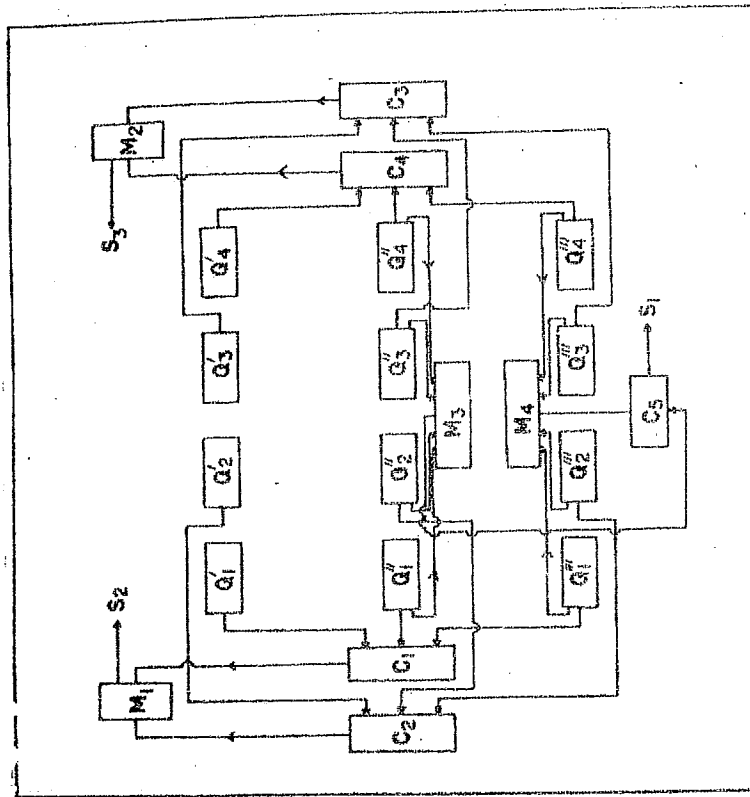 S₂
S₃
M₁
M₂
Q′₁
Q′₂
Q′₃
Q′₄
C₂
C₁
Q″₁
Q″₂
Q″₃
Q″₄
C₄
C₃
M₃
M₄
Q‴₁
Q‴₂
Q‴₃
Q‴₄
C₅
S₁